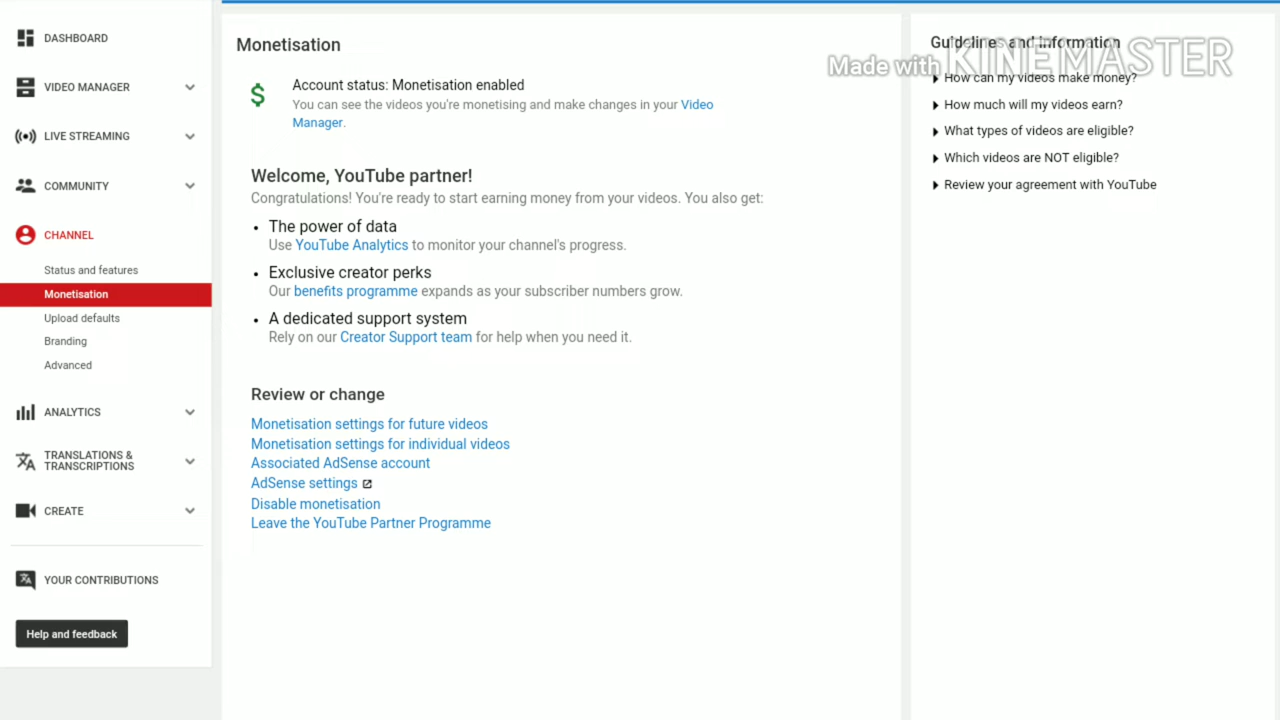 DASHBOARD
VIDEO MANAGER
LIVE STREAMING
COMMUNITY
CHANNEL
Status and features
Monetisation
Upload defaults
Branding
Advanced
ANALYTICS
TRANSLATIONS &
TRANSCRIPTIONS
CREATE
YOUR CONTRIBUTIONS
Help and feedback
Monetisation
$
Account status: Monetisation enabled
You can see the videos you're monetising and make changes in your Video
Manager.
Welcome, YouTube partner!
Congratulations! You're ready to start earning money from your videos. You also get:
• The power of data
Use YouTube Analytics to monitor your channel's progress.
• Exclusive creator perks
Our benefits programme expands as your subscriber numbers grow.
• A dedicated support system
Rely on our Creator Support team for help when you need it.
Review or change
Monetisation settings for future videos
Monetisation settings for individual videos
Associated AdSense account
AdSense settings
Disable monetisation
Leave the YouTube Partner Programme
Guidelines and information
Made with KINEMASTER
How can my videos make money?
How much will my videos earn?
What types of videos are eligible?
Which videos are NOT eligible?
Review your agreement with YouTube